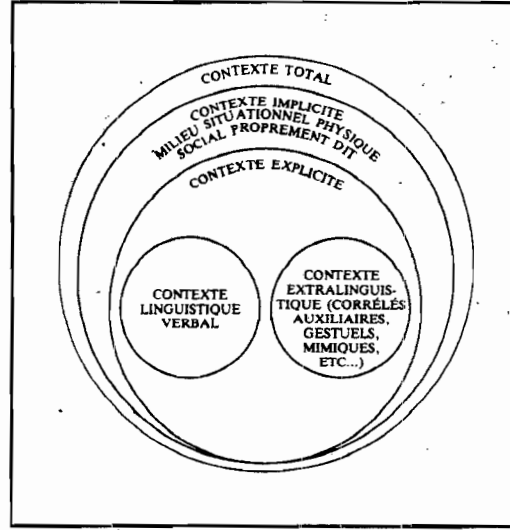 CONTEXTE TOTAL
CONTEXTE IMPLICITE
MILIEU SITUATIONNEL PHYSIQUE
SOCIAL PROPREMENT DIT
CONTEXTE EXPLICITE
CONTEXTE
LINGUISTIQUE
VERBAL
CONTEXTE
EXTRALINGUIS-
TIQUE (CORRÉLÉS
AUXILIAIRES,
GESTUELS,
MIMIQUES,
ETC...)